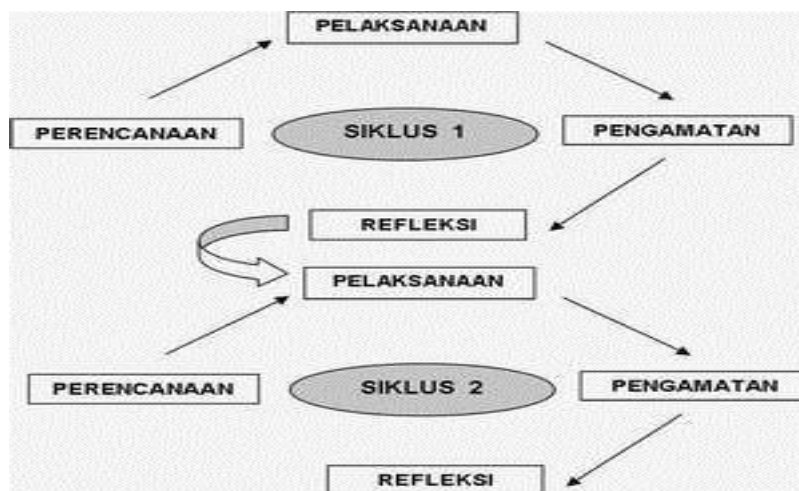 PELAKSANAAN
PERENCANAAN
SIKLUS 1
PENGAMATAN
REFLEKSI
PELAKSANAAN
PERENCANAAN
SIKLUS 2
PENGAMATAN
REFLEKSI